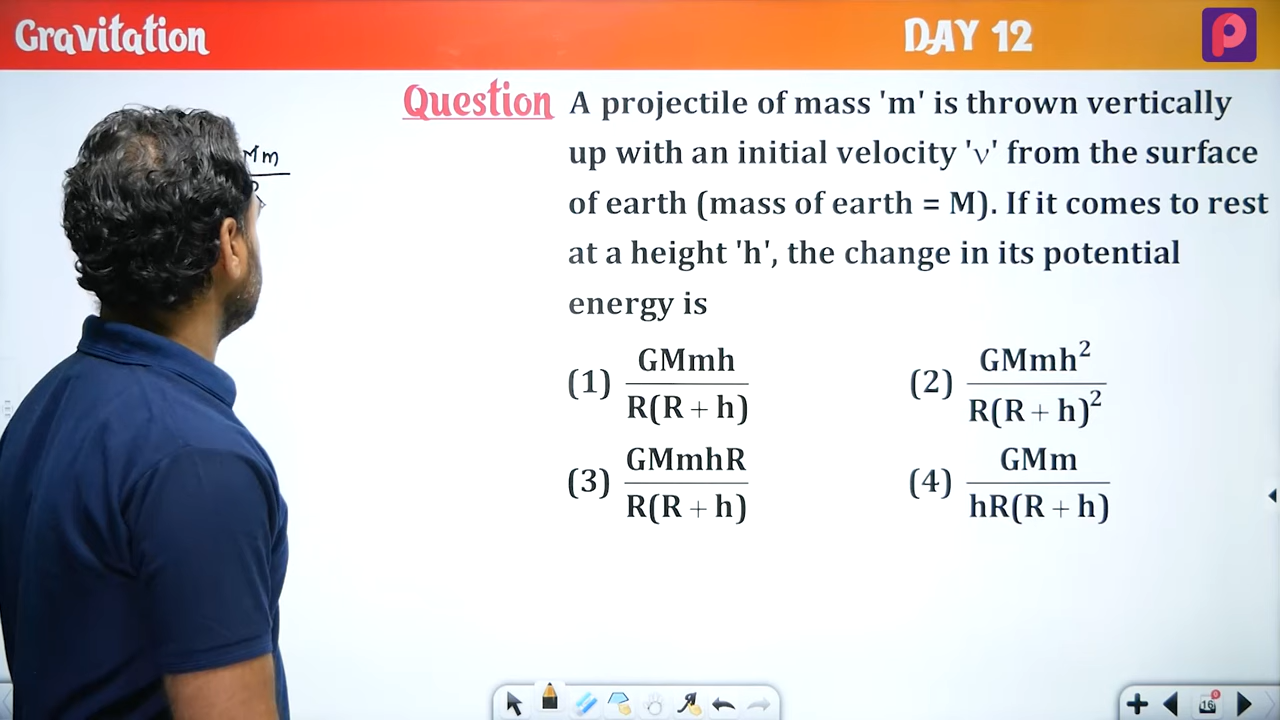 Gravitation
DAY 12
Mm
Question A projectile of mass 'm' is thrown vertically
up with an initial velocity 'v' from the surface
of earth (mass of earth = M). If it comes to rest
at a height 'h', the change in its potential
energy is
(1) GMmh / R(R + h) (2) GMmh² / R(R + h)²
(3) GMmhR / R(R + h) (4) GMm / hR(R + h)
16